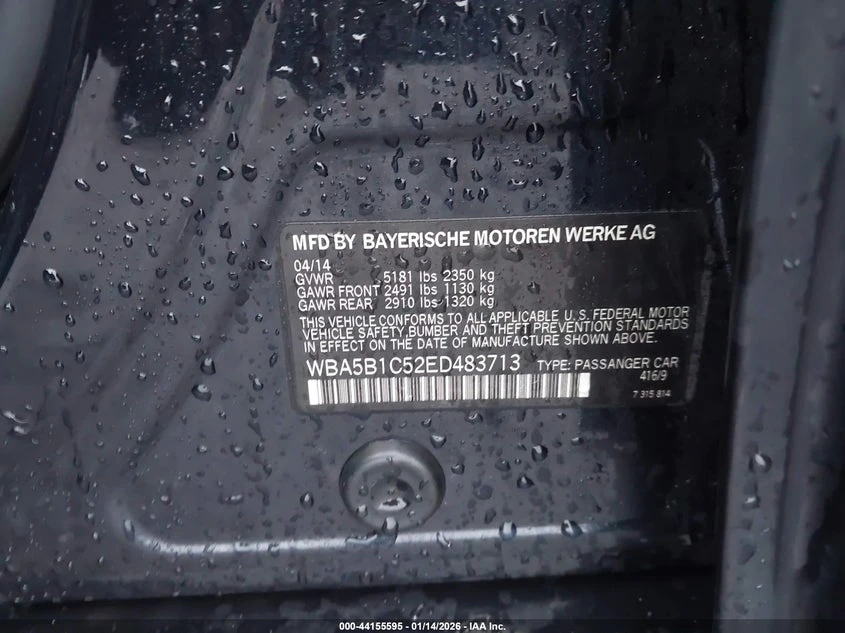 MFD BY BAYERISCHE MOTOREN WERKE AG
04/14
GVWR 5181 lbs 2350 kg
GAWR FRONT 2491 lbs 1130 kg
GAWR REAR 2910 lbs 1320 kg
THIS VEHICLE CONFORMS TO ALL APPLICABLE U.S. FEDERAL MOTOR
VEHICLE SAFETY,BUMBER AND THEFT PREVENTION STANDARDS
IN EFFECT ON THE DATE OF MANUFACTURE SHOWN ABOVE.
WBA5B1C52ED483713 TYPE: PASSANGER CAR
416/9
7 315 814
000-44155595 - 01/14/2026 - IAA Inc.